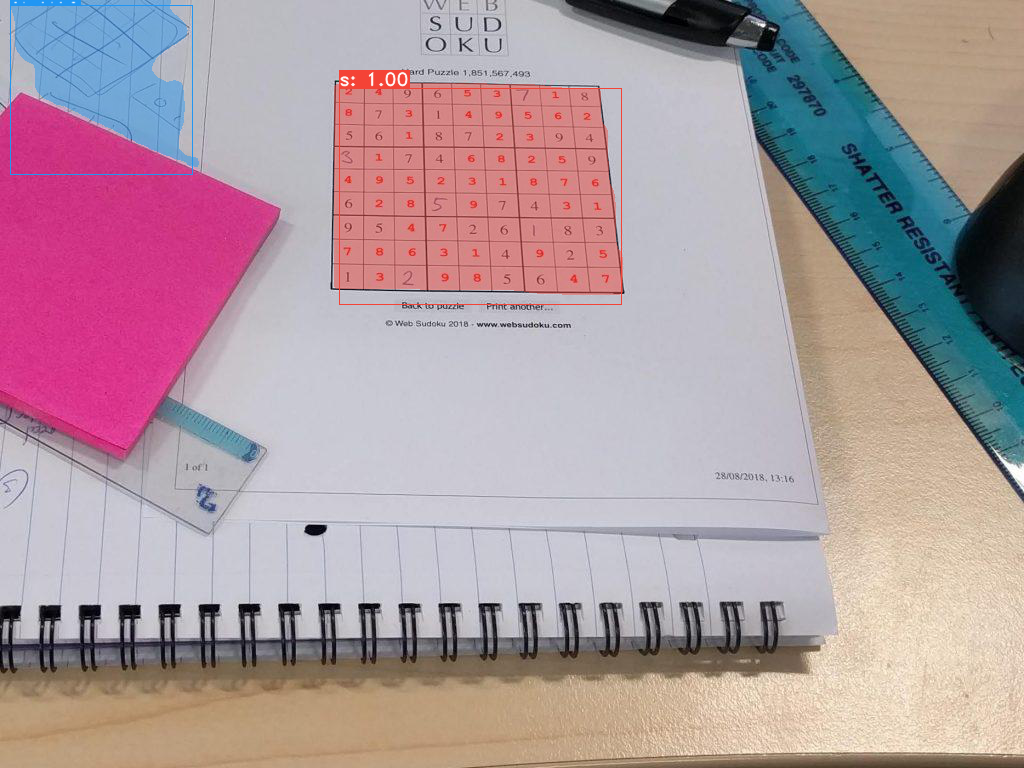 WEB
SUD
OKU
s: 1.00
ard Puzzle 1,851,567,493
2 4 9 6 5 3 7 1 8
8 7 3 1 4 9 5 6 2
5 6 1 8 7 2 3 9 4
3 1 7 4 6 8 2 5 9
4 9 5 2 3 1 8 7 6
6 2 8 5 9 7 4 3 1
9 5 4 7 2 6 1 8 3
7 8 6 3 1 4 9 2 5
1 3 2 9 8 5 6 4 7
Back to puzzle Print another...
© Web Sudoku 2018 - www.websudoku.com
1 of 1
28/08/2018, 13:16
297870
SHATTER RESISTANT